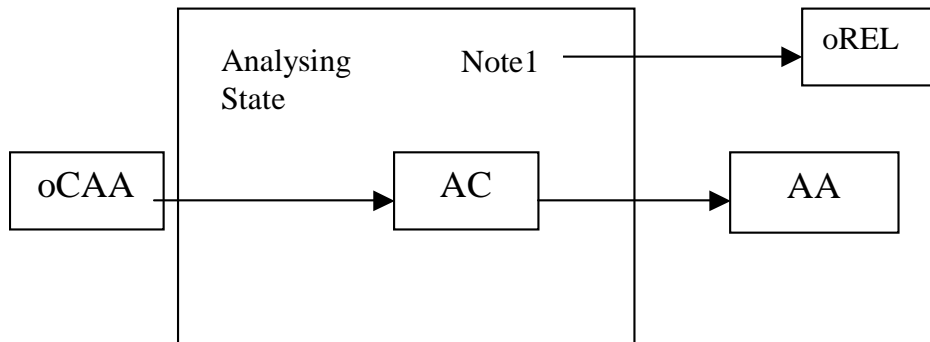 Analysing
State
Note1
oREL
oCAA
AC
AA